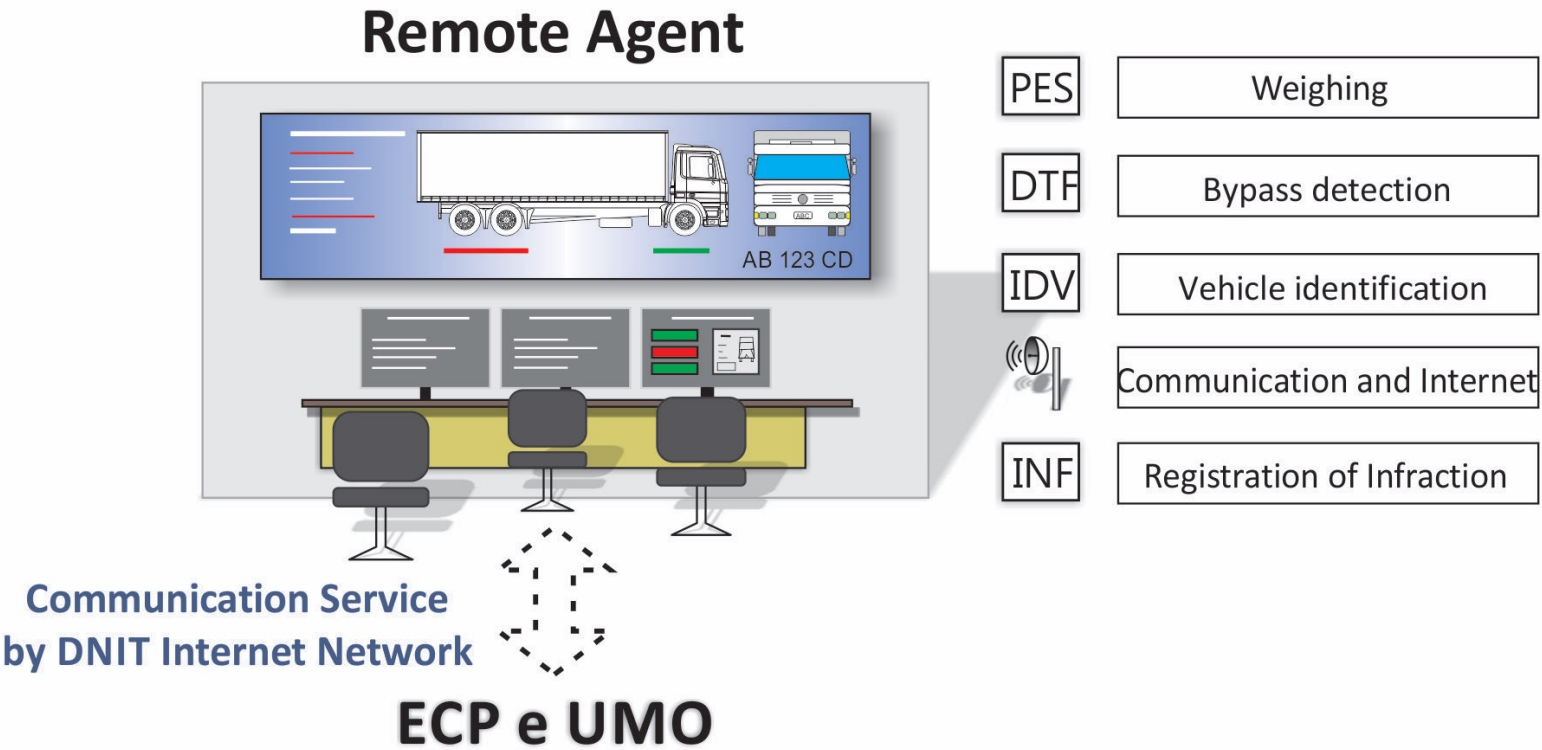 Remote Agent
AB 123 CD
ABC
PES Weighing
DTF Bypass detection
IDV Vehicle identification
Communication and Internet
INF Registration of Infraction
Communication Service
by DNIT Internet Network
ECP e UMO